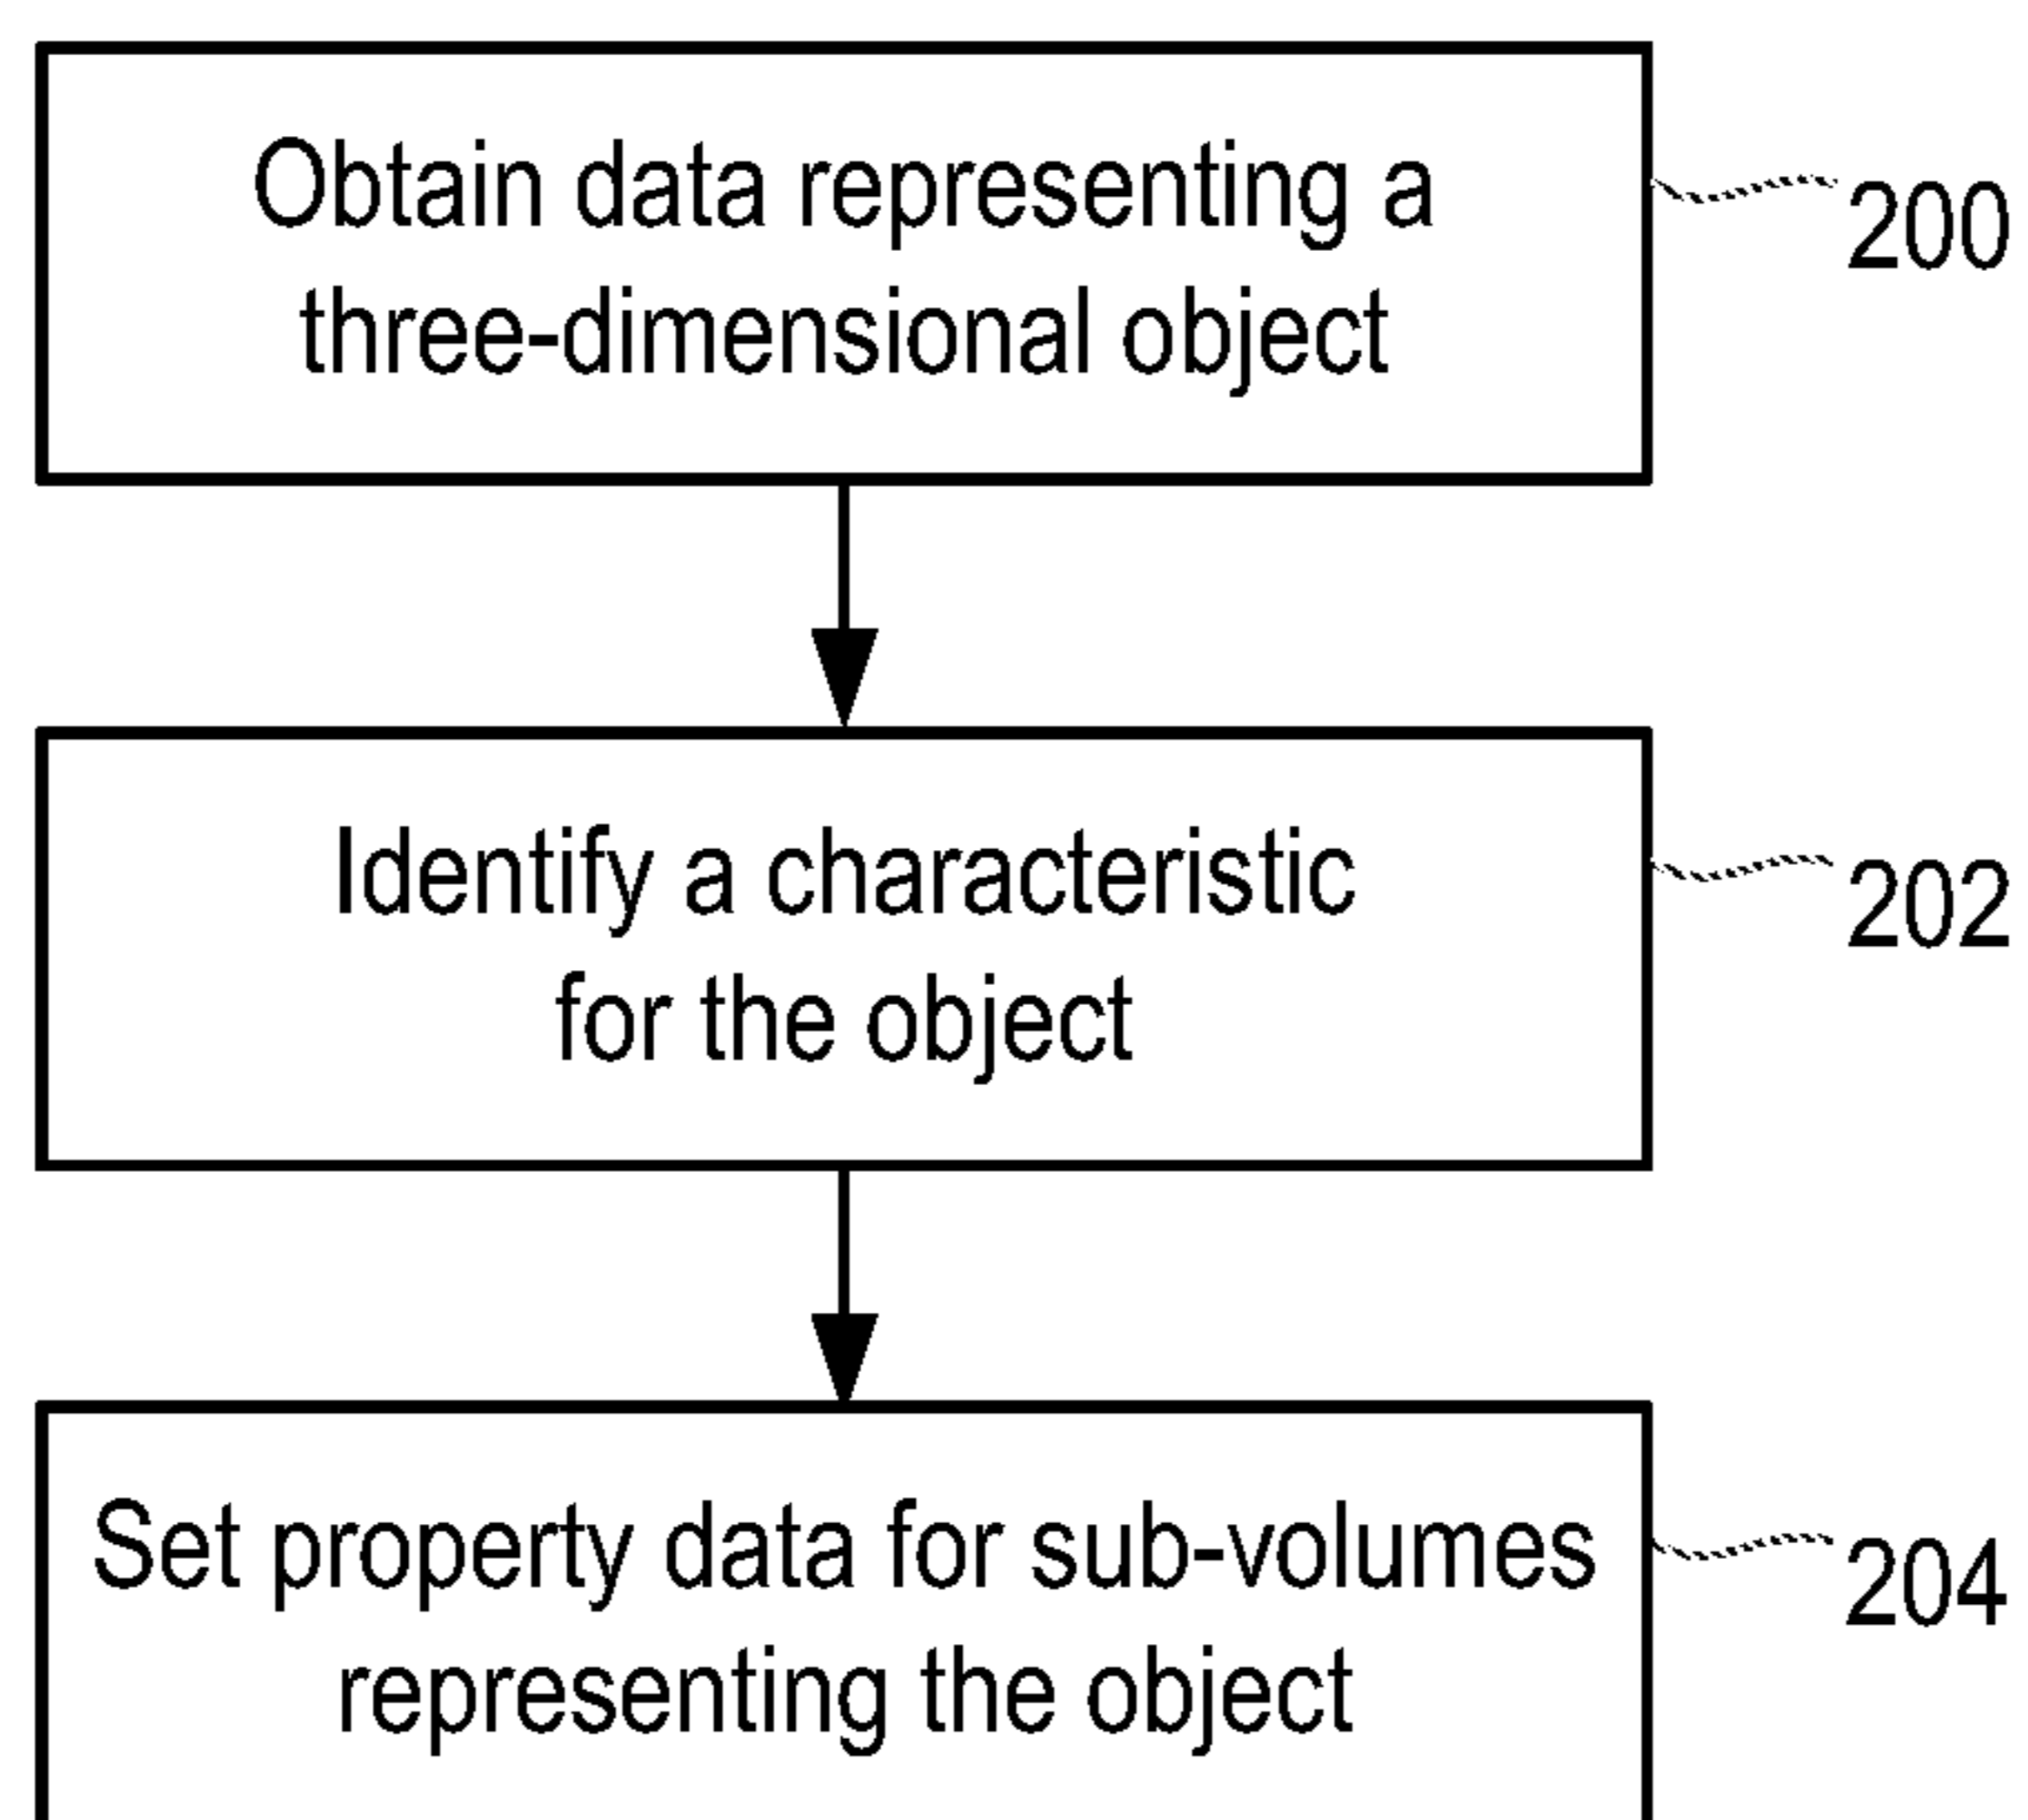 Obtain data representing a
three-dimensional object
200
Identify a characteristic
for the object
202
Set property data for sub-volumes
representing the object
204